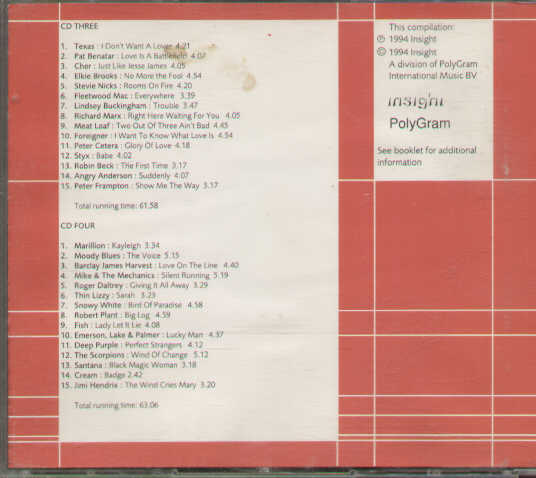 CD THREE
1. Texas : I Don't Want A Lover 4.21
2. Pat Benatar : Love Is A Battlefield 4.07
3. Cher : Just Like Jesse James 4.05
4. Elkie Brooks : No More the Fool 4.54
5. Stevie Nicks : Rooms On Fire 4.20
6. Fleetwood Mac : Everywhere 3.39
7. Lindsey Buckingham : Trouble 3.47
8. Richard Marx : Right Here Waiting For You 4.05
9. Meat Loaf : Two Out Of Three Ain't Bad 4.45
10. Foreigner : I Want To Know What Love Is 4.54
11. Peter Cetera : Glory Of Love 4.18
12. Styx : Babe 4.02
13. Robin Beck : The First Time 3.17
14. Angry Anderson : Suddenly 4.07
15. Peter Frampton : Show Me The Way 3.17
Total running time: 61.58
CD FOUR
1. Marillion : Kayleigh 3.34
2. Moody Blues : The Voice 5.15
3. Barclay James Harvest : Love On The Line 4.40
4. Mike & The Mechanics : Silent Running 5.19
5. Roger Daltrey : Giving It All Away 3.29
6. Thin Lizzy : Sarah 3.23
7. Snowy White : Bird Of Paradise 4.58
8. Robert Plant : Big Log 4.59
9. Fish : Lady Let It Lie 4.08
10. Emerson, Lake & Palmer : Lucky Man 4.37
11. Deep Purple : Perfect Strangers 4.12
12. The Scorpions : Wind Of Change 5.12
13. Santana : Black Magic Woman 3.18
14. Cream : Badge 2.42
15. Jimi Hendrix : The Wind Cries Mary 3.20
Total running time: 63.06
This compilation:
℗ 1994 Insight
© 1994 Insight
A division of PolyGram
International Music BV
insight
PolyGram
See booklet for additional
information